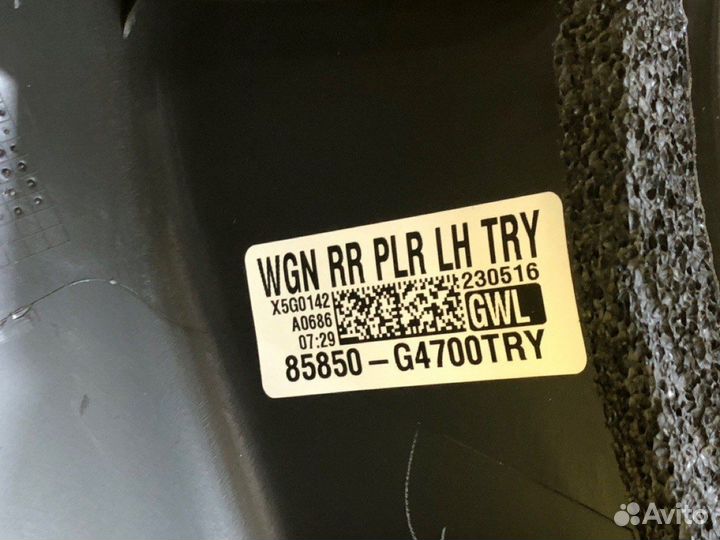 WGN RR PLR LH TRY
X5G0142
230516
A0686
GWL
07:29
85850-G4700TRY
Avito